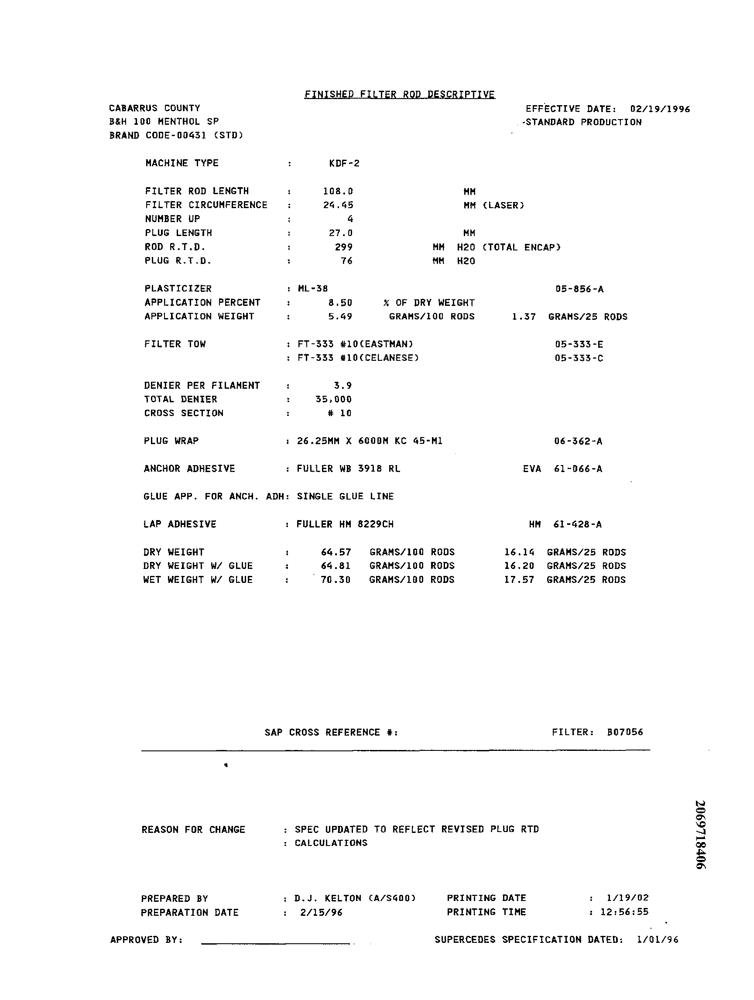 FINISHED FILTER ROD DESCRIPTIVE
CABARRUS COUNTY EFFECTIVE DATE: 02/19/1996
B&H 100 MENTHOL SP -STANDARD PRODUCTION
BRAND CODE-00431 (STD)
MACHINE TYPE : KDF-2
FILTER ROD LENGTH : 108.0 MM
FILTER CIRCUMFERENCE : 24.45 MM (LASER)
NUMBER UP : 4
PLUG LENGTH : 27.0 MM
ROD R.T.D. : 299 MM H2O (TOTAL ENCAP)
PLUG R.T.D. : 76 MM H2O
PLASTICIZER : ML-38 05-856-A
APPLICATION PERCENT : 8.50 % OF DRY WEIGHT
APPLICATION WEIGHT : 5.49 GRAMS/100 RODS 1.37 GRAMS/25 RODS
FILTER TOW : FT-333 #10(EASTMAN) 05-333-E
: FT-333 #10(CELANESE) 05-333-C
DENIER PER FILAMENT : 3.9
TOTAL DENIER : 35,000
CROSS SECTION : # 10
PLUG WRAP : 26.25MM X 6000M KC 45-M1 06-362-A
ANCHOR ADHESIVE : FULLER WB 3918 RL EVA 61-066-A
GLUE APP. FOR ANCH. ADH: SINGLE GLUE LINE
LAP ADHESIVE : FULLER HM 8229CH HM 61-428-A
DRY WEIGHT : 64.57 GRAMS/100 RODS 16.14 GRAMS/25 RODS
DRY WEIGHT W/ GLUE : 64.81 GRAMS/100 RODS 16.20 GRAMS/25 RODS
WET WEIGHT W/ GLUE : 70.30 GRAMS/100 RODS 17.57 GRAMS/25 RODS
SAP CROSS REFERENCE #: FILTER: B07056
REASON FOR CHANGE : SPEC UPDATED TO REFLECT REVISED PLUG RTD
: CALCULATIONS
PREPARED BY : D.J. KELTON (A/S400) PRINTING DATE : 1/19/02
PREPARATION DATE : 2/15/96 PRINTING TIME : 12:56:55
APPROVED BY: SUPERCEDES SPECIFICATION DATED: 1/01/96
2069718406